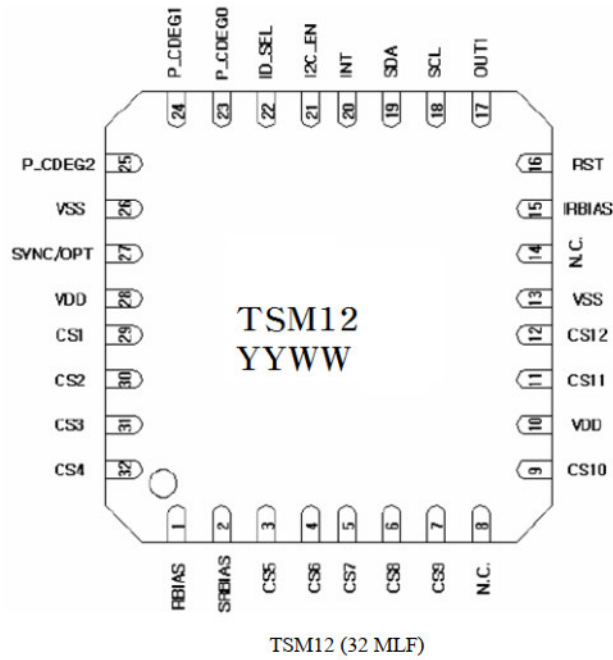 P_CDEG1
P_CDEG0
ID_SEL
I2C_EN
INT
SDA
SCL
OUT1
24
23
22
21
20
19
18
17
P_CDEG2 25
16 RST
VSS 26
15 IRBIAS
SYNC/OPT 27
14 N.C.
VDD 28
13 VSS
CS1 29
12 CS12
CS2 30
11 CS11
CS3 31
10 VDD
CS4 32
9 CS10
TSM12
YYWW
1
2
3
4
5
6
7
8
RBIAS
SRBIAS
CS5
CS6
CS7
CS8
CS9
N.C.
TSM12 (32 MLF)